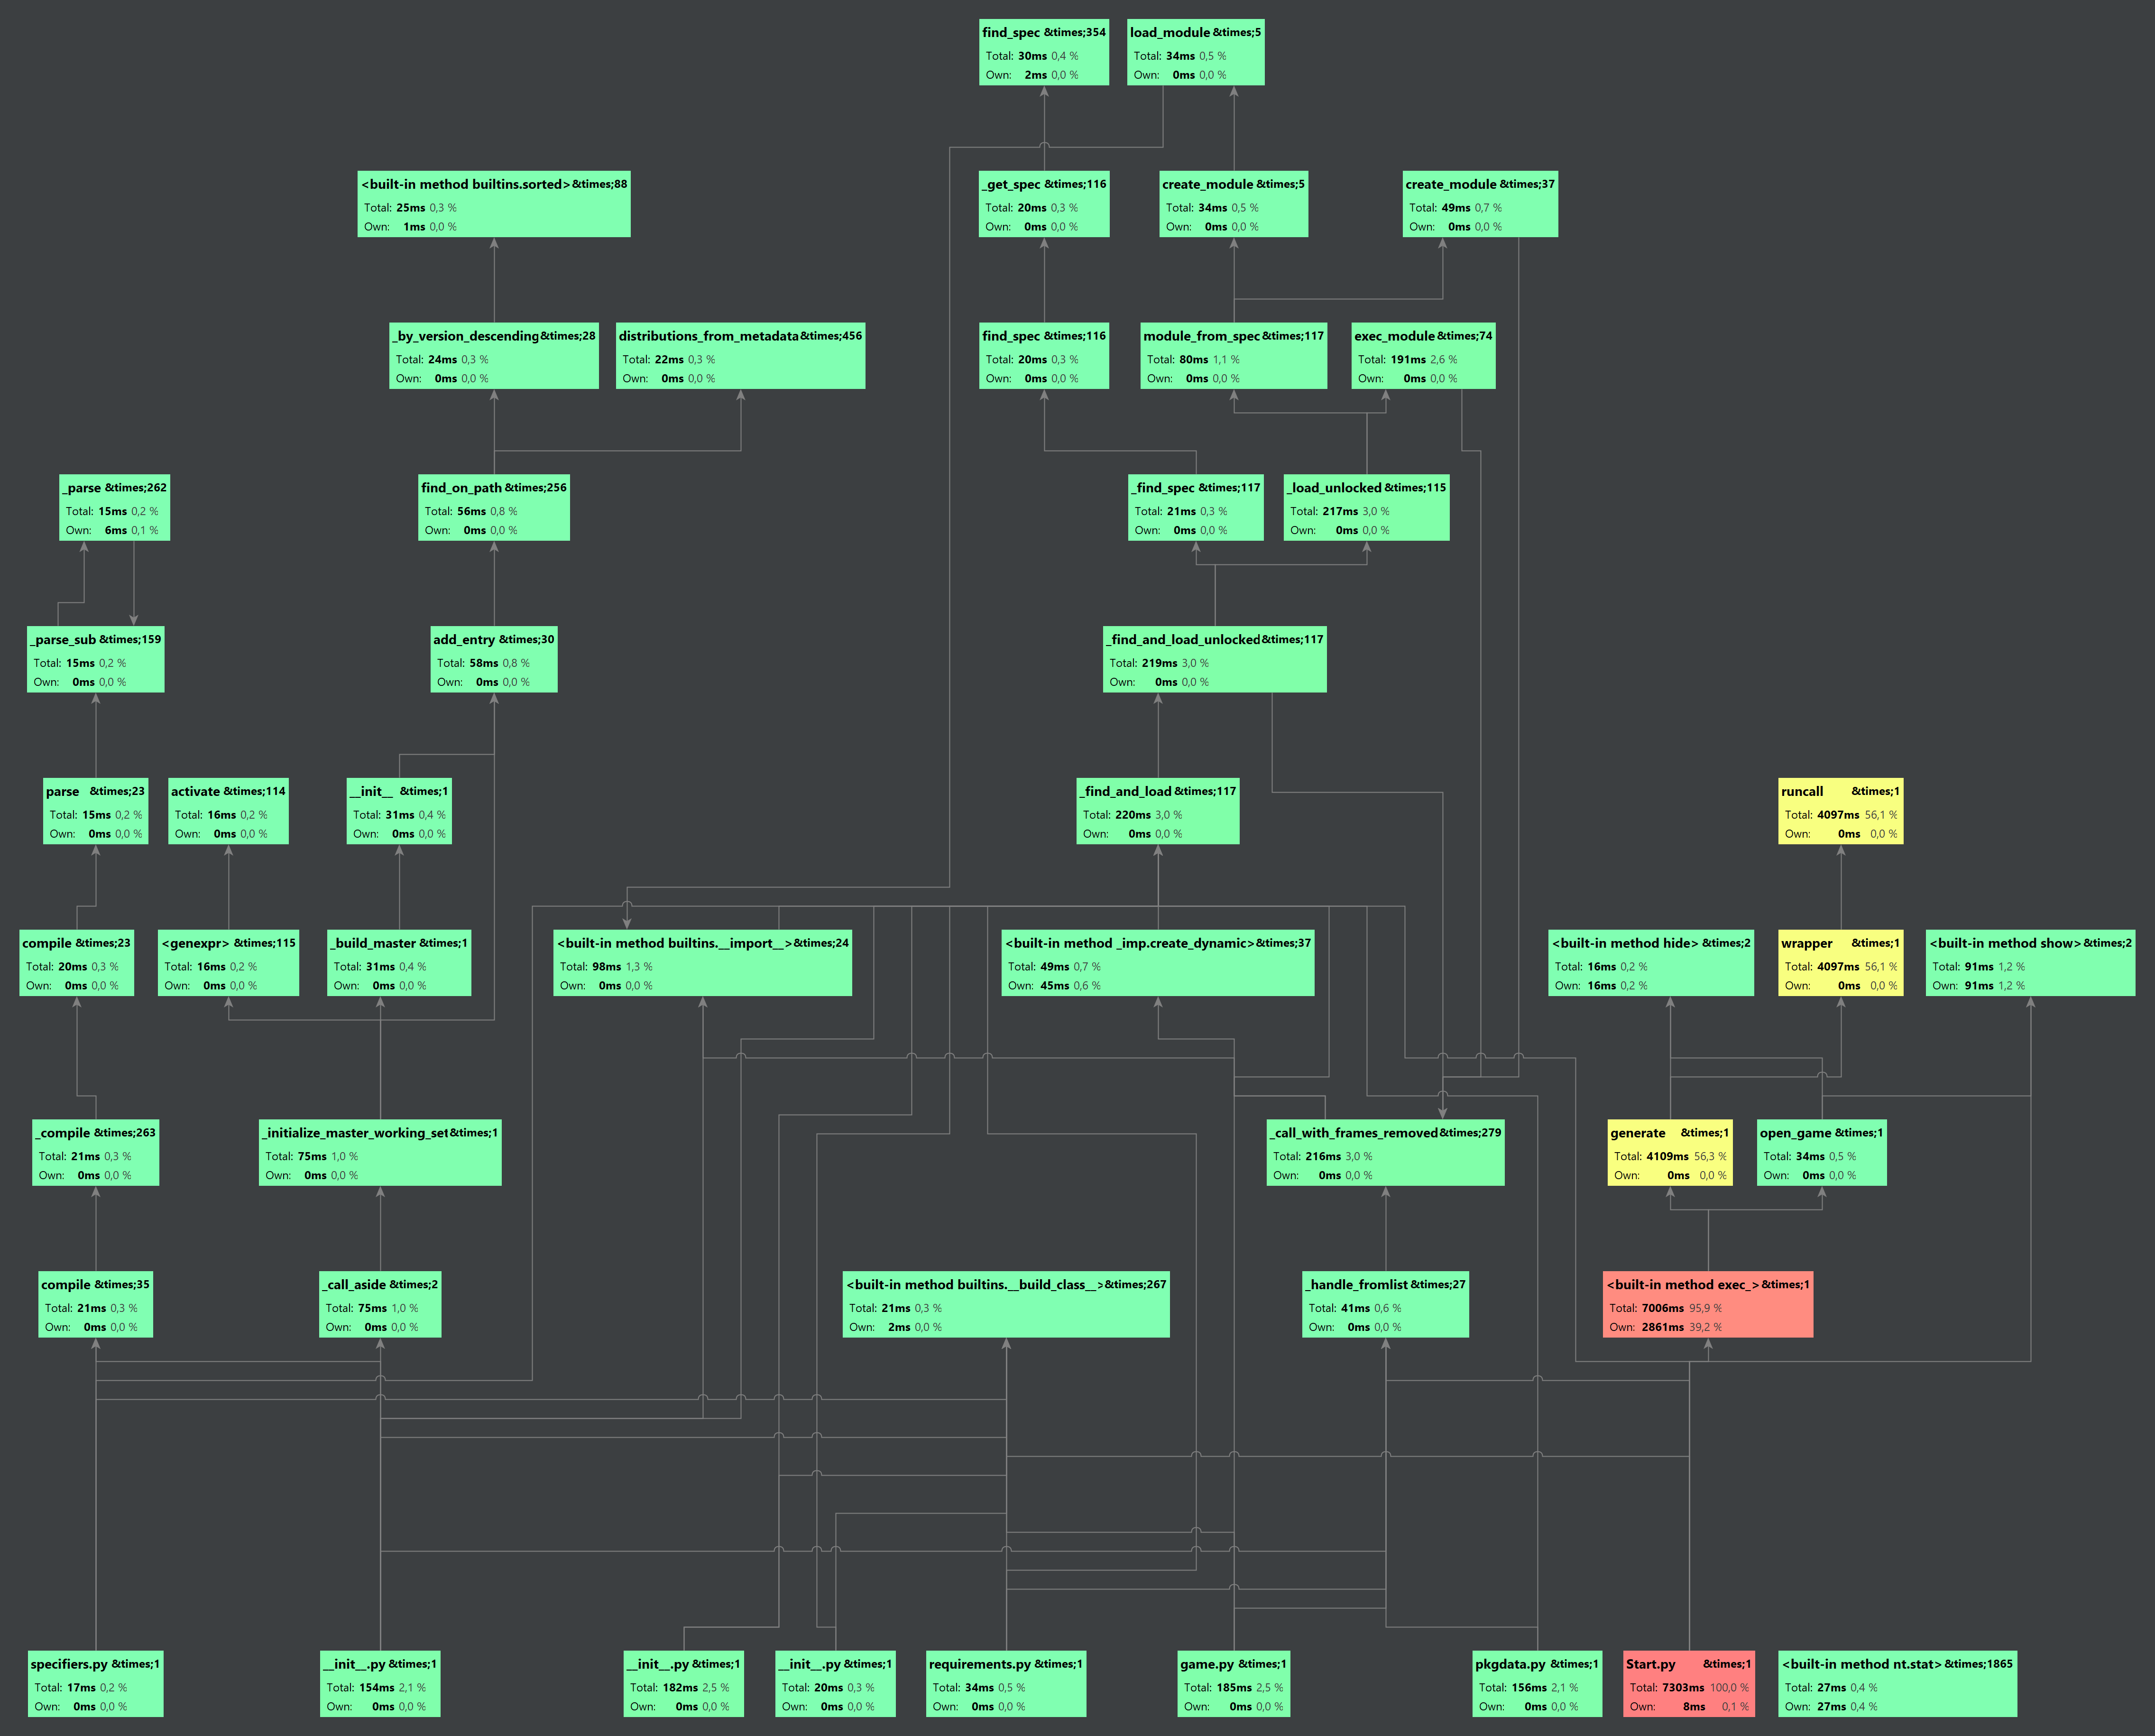 find_spec &times;354
Total: 30ms 0,4 %
Own: 2ms 0,0 %
load_module &times;5
Total: 34ms 0,5 %
Own: 0ms 0,0 %
<built-in method builtins.sorted> &times;88
Total: 25ms 0,3 %
Own: 1ms 0,0 %
_get_spec &times;116
Total: 20ms 0,3 %
Own: 0ms 0,0 %
create_module &times;5
Total: 34ms 0,5 %
Own: 0ms 0,0 %
create_module &times;37
Total: 49ms 0,7 %
Own: 0ms 0,0 %
_by_version_descending &times;28
Total: 24ms 0,3 %
Own: 0ms 0,0 %
distributions_from_metadata &times;456
Total: 22ms 0,3 %
Own: 0ms 0,0 %
find_spec &times;116
Total: 20ms 0,3 %
Own: 0ms 0,0 %
module_from_spec &times;117
Total: 80ms 1,1 %
Own: 0ms 0,0 %
exec_module &times;74
Total: 191ms 2,6 %
Own: 0ms 0,0 %
_parse &times;262
Total: 15ms 0,2 %
Own: 6ms 0,1 %
find_on_path &times;256
Total: 56ms 0,8 %
Own: 0ms 0,0 %
_find_spec &times;117
Total: 21ms 0,3 %
Own: 0ms 0,0 %
_load_unlocked &times;115
Total: 217ms 3,0 %
Own: 0ms 0,0 %
_parse_sub &times;159
Total: 15ms 0,2 %
Own: 0ms 0,0 %
add_entry &times;30
Total: 58ms 0,8 %
Own: 0ms 0,0 %
_find_and_load_unlocked &times;117
Total: 219ms 3,0 %
Own: 0ms 0,0 %
parse &times;23
Total: 15ms 0,2 %
Own: 0ms 0,0 %
activate &times;114
Total: 16ms 0,2 %
Own: 0ms 0,0 %
__init__ &times;1
Total: 31ms 0,4 %
Own: 0ms 0,0 %
_find_and_load &times;117
Total: 220ms 3,0 %
Own: 0ms 0,0 %
runcall &times;1
Total: 4097ms 56,1 %
Own: 0ms 0,0 %
compile &times;23
Total: 20ms 0,3 %
Own: 0ms 0,0 %
<genexpr> &times;115
Total: 16ms 0,2 %
Own: 0ms 0,0 %
_build_master &times;1
Total: 31ms 0,4 %
Own: 0ms 0,0 %
<built-in method builtins.__import__> &times;24
Total: 98ms 1,3 %
Own: 0ms 0,0 %
<built-in method _imp.create_dynamic> &times;37
Total: 49ms 0,7 %
Own: 45ms 0,6 %
<built-in method hide> &times;2
Total: 16ms 0,2 %
Own: 16ms 0,2 %
wrapper &times;1
Total: 4097ms 56,1 %
Own: 0ms 0,0 %
<built-in method show> &times;2
Total: 91ms 1,2 %
Own: 91ms 1,2 %
_compile &times;263
Total: 21ms 0,3 %
Own: 0ms 0,0 %
_initialize_master_working_set &times;1
Total: 75ms 1,0 %
Own: 0ms 0,0 %
_call_with_frames_removed &times;279
Total: 216ms 3,0 %
Own: 0ms 0,0 %
generate &times;1
Total: 4109ms 56,3 %
Own: 0ms 0,0 %
open_game &times;1
Total: 34ms 0,5 %
Own: 0ms 0,0 %
compile &times;35
Total: 21ms 0,3 %
Own: 0ms 0,0 %
_call_aside &times;2
Total: 75ms 1,0 %
Own: 0ms 0,0 %
<built-in method builtins.__build_class__> &times;267
Total: 21ms 0,3 %
Own: 2ms 0,0 %
_handle_fromlist &times;27
Total: 41ms 0,6 %
Own: 0ms 0,0 %
<built-in method exec_> &times;1
Total: 7006ms 95,9 %
Own: 2861ms 39,2 %
specifiers.py &times;1
Total: 17ms 0,2 %
Own: 0ms 0,0 %
__init__.py &times;1
Total: 154ms 2,1 %
Own: 0ms 0,0 %
__init__.py &times;1
Total: 182ms 2,5 %
Own: 0ms 0,0 %
__init__.py &times;1
Total: 20ms 0,3 %
Own: 0ms 0,0 %
requirements.py &times;1
Total: 34ms 0,5 %
Own: 0ms 0,0 %
game.py &times;1
Total: 185ms 2,5 %
Own: 0ms 0,0 %
pkgdata.py &times;1
Total: 156ms 2,1 %
Own: 0ms 0,0 %
Start.py &times;1
Total: 7303ms 100,0 %
Own: 8ms 0,1 %
<built-in method nt.stat> &times;1865
Total: 27ms 0,4 %
Own: 27ms 0,4 %